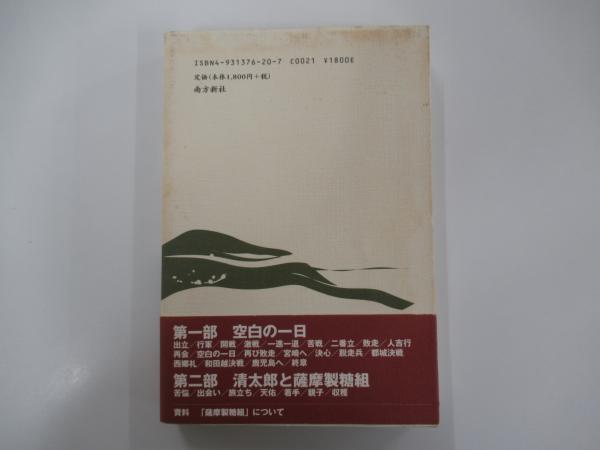 ISBN4-931376-20-7 C0021 ¥1800E
定価(本体1,800円+税)
南方新社
第一部 空白の一日
出立/行軍/開戦/激戦/一進一退/苦戦/二番立/敗走/人吉行
再会/空白の一日/再び敗走/宮崎へ/決心/脱走兵/都城決戦
西郷札/和田越決戦/鹿児島へ/終章
第二部 清太郎と薩摩製糖組
苦悩/出会い/旅立ち/天佑/着手/親子/収穫
資料 「薩摩製糖組」について